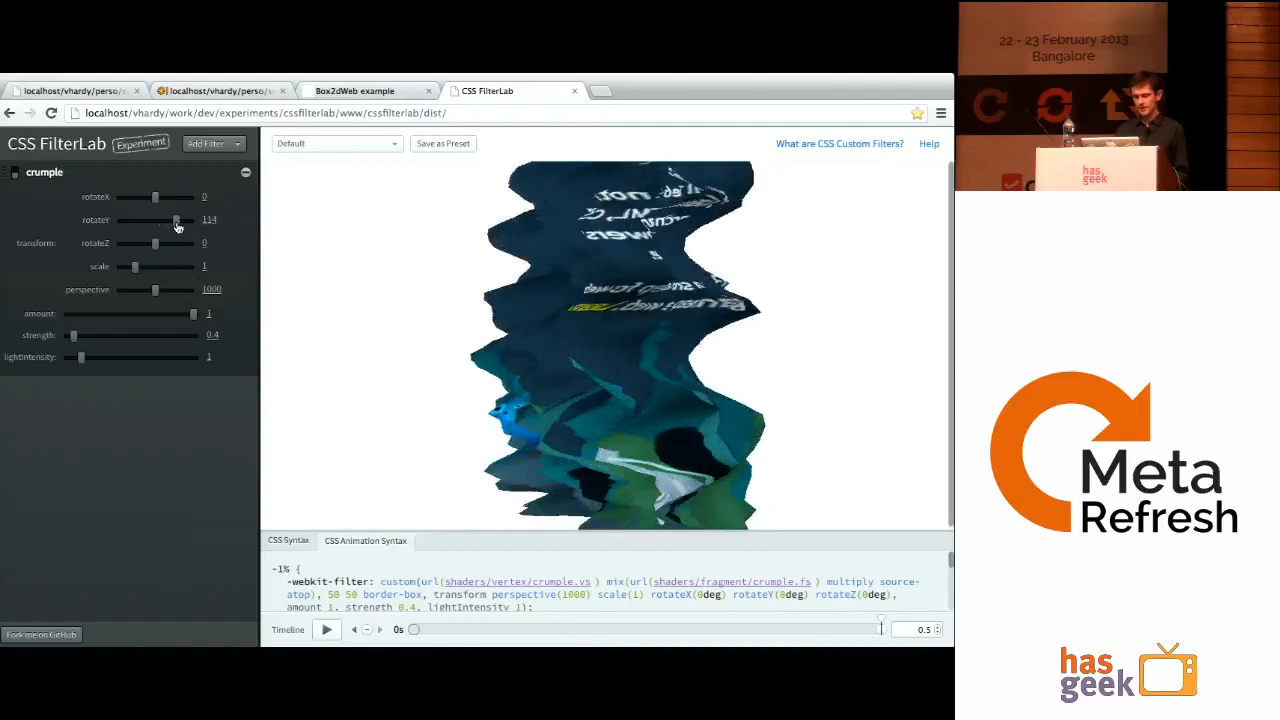 22 - 23 February 2013
Bangalore
has
geek
localhost/vhardy/perso/s
localhost/vhardy/perso/s
Box2dWeb example
CSS FilterLab
localhost/vhardy/work/dev/experiments/cssfilterlab/www/cssfilterlab/dist/
CSS FilterLab
Experiment
Add Filter
Default
Save as Preset
What are CSS Custom Filters?
Help
crumple
rotateX 0
rotateY 114
transform: rotateZ 0
scale 1
perspective 1000
amount: 1
strength: 0.4
lightIntensity: 1
CSS Syntax
CSS Animation Syntax
-1% {
-webkit-filter: custom(url(shaders/vertex/crumple.vs ) mix(url(shaders/fragment/crumple.fs ) multiply source-
atop), 50 50 border-box, transform perspective(1000) scale(1) rotateX(0deg) rotateY(0deg) rotateZ(0deg),
amount 1, strength 0.4, lightIntensity 1);
Fork me on GitHub
Timeline
0s
0.5
Meta
Refresh
has
geek